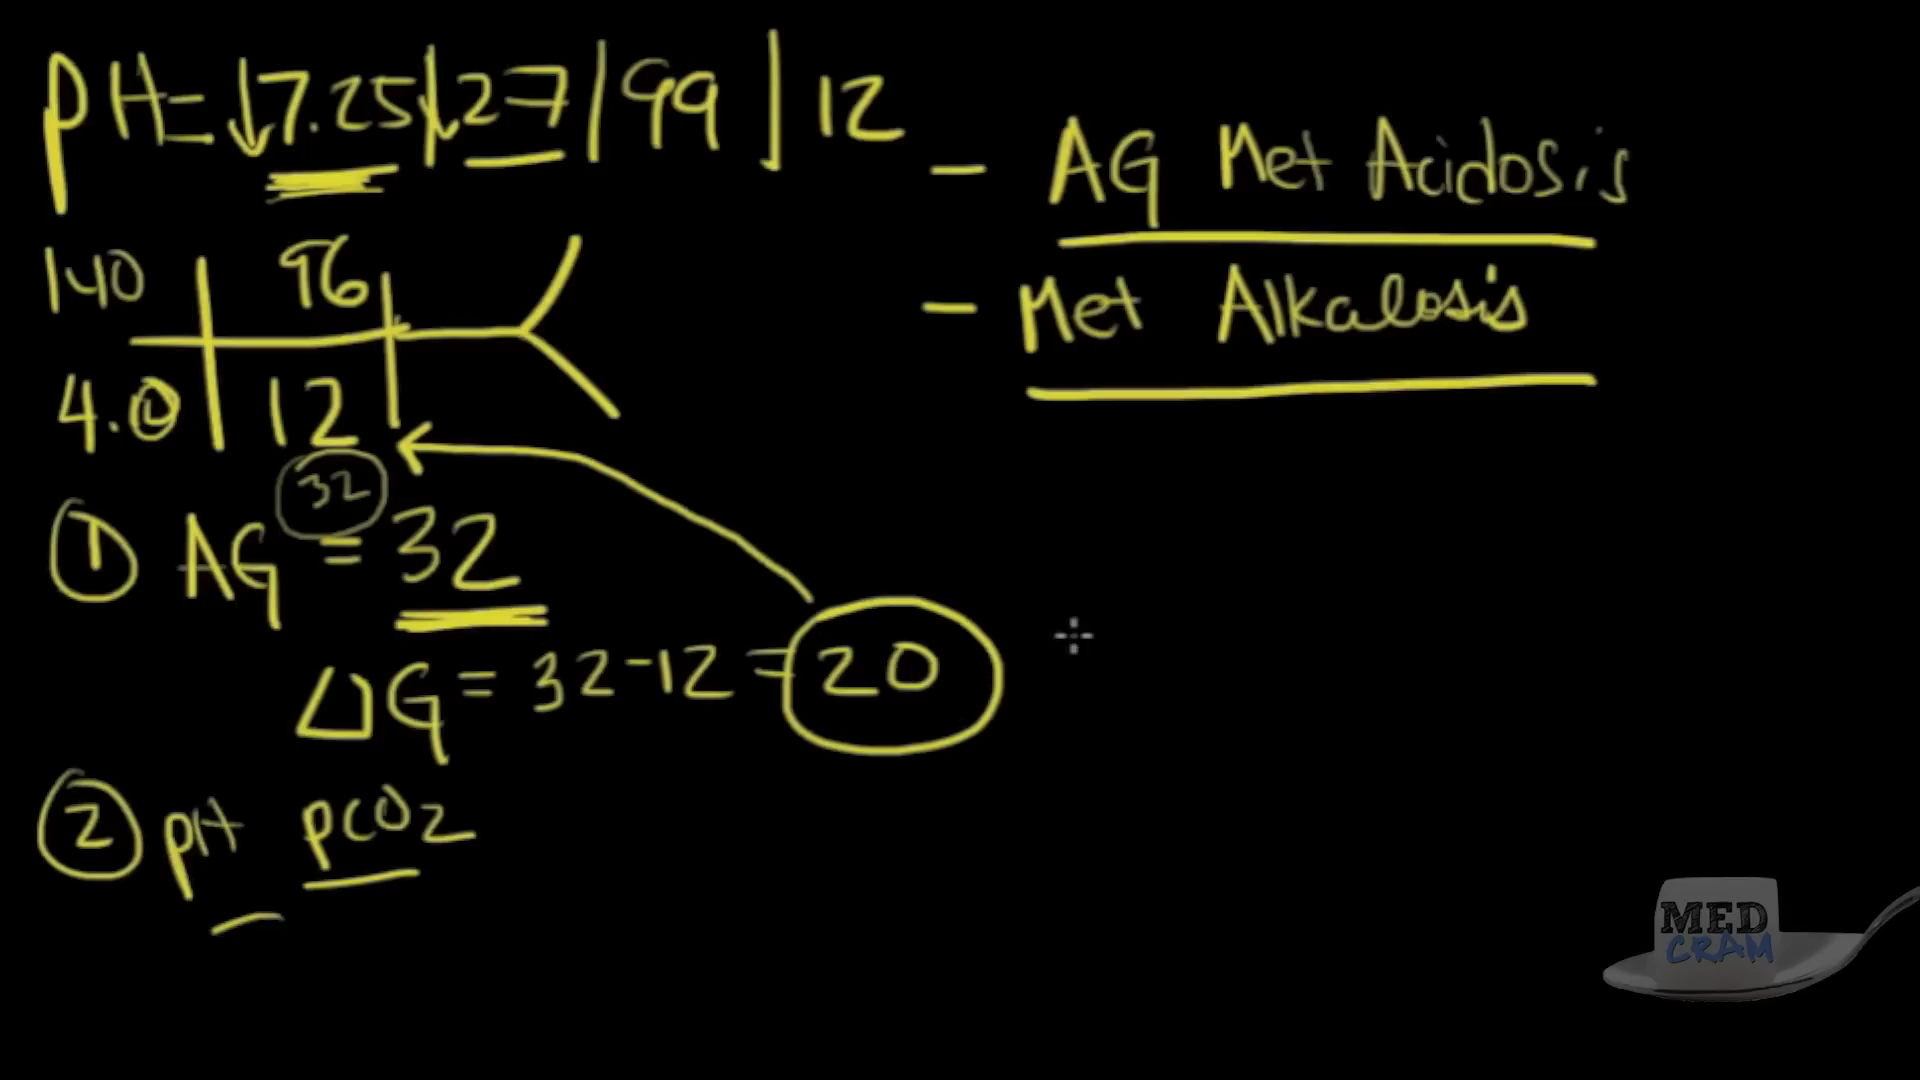 pH = ↓7.25|↓27|99|12
- AG Met Acidosis
140 96
- Met Alkalosis
4.0 12
32
① AG = 32
ΔG = 32-12 = 20
② pH pCO2
MED
CRAM